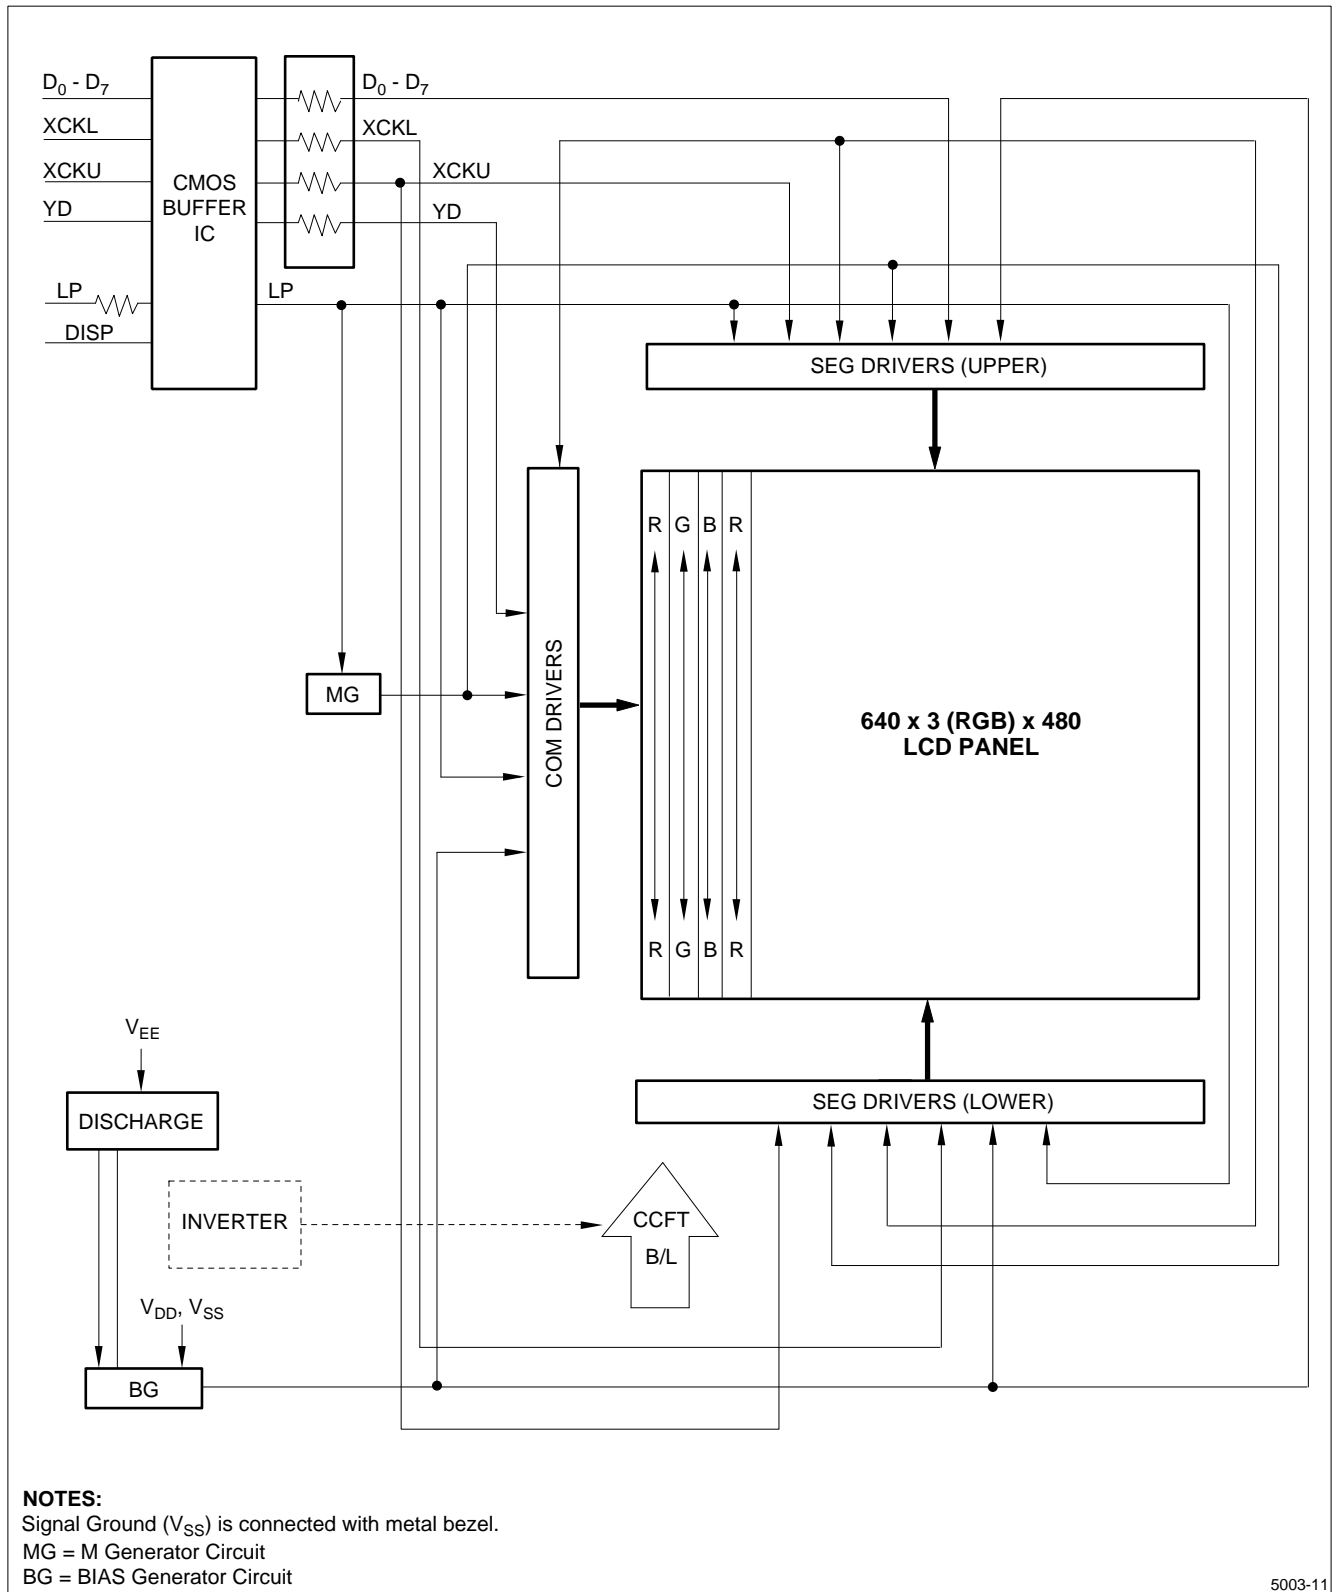 D0 - D7
XCKL
XCKU
YD
LP
DISP
CMOS
BUFFER
IC
D0 - D7
XCKL
XCKU
YD
LP
SEG DRIVERS (UPPER)
R G B R
MG
COM DRIVERS
640 x 3 (RGB) x 480
LCD PANEL
R G B R
VEE
DISCHARGE
SEG DRIVERS (LOWER)
INVERTER
CCFT
B/L
VDD, VSS
BG
NOTES:
Signal Ground (VSS) is connected with metal bezel.
MG = M Generator Circuit
BG = BIAS Generator Circuit
5003-11